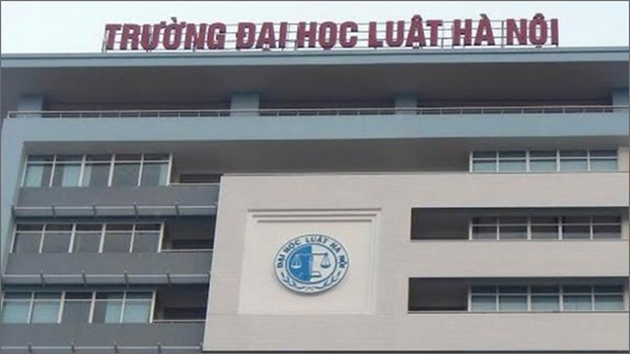 TRƯỜNG ĐẠI HỌC LUẬT HÀ NỘI
ĐẠI HỌC LUẬT HÀ NỘI